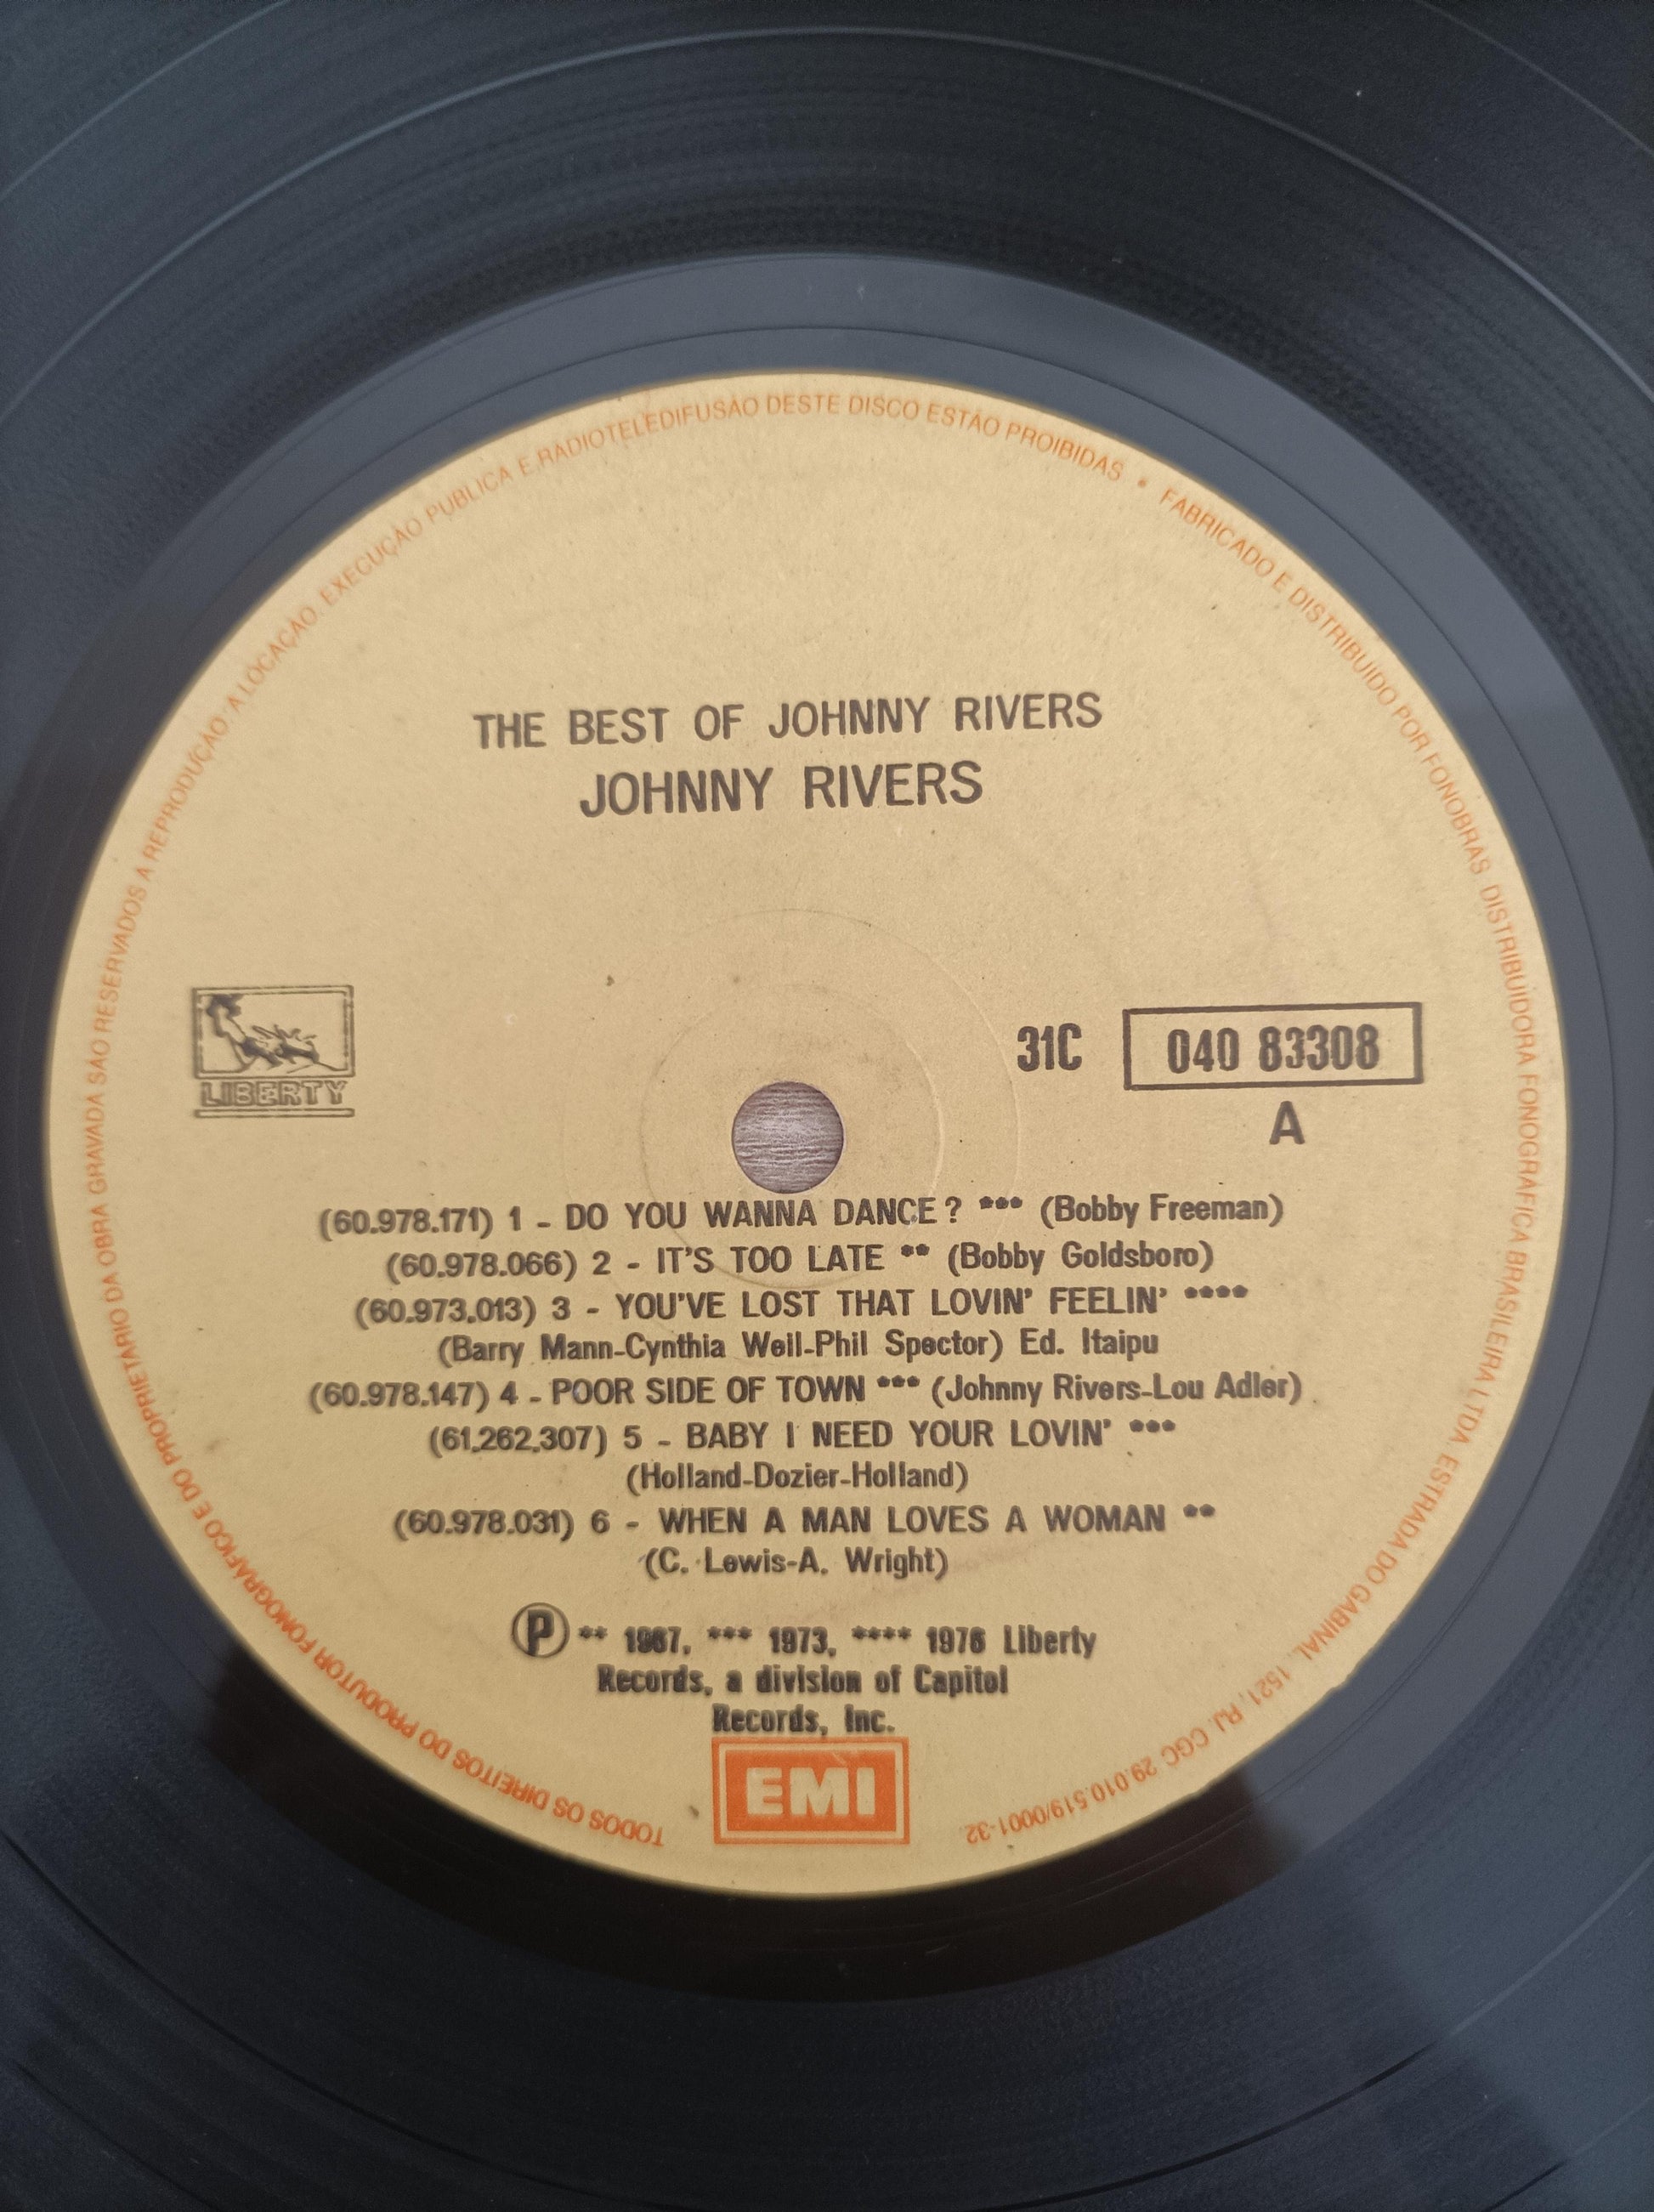 TODOS OS DIREITOS DO PRODUTOR FONOGRÁFICO E DO PROPRIETÁRIO DA OBRA GRAVADA SÃO RESERVADOS A REPRODUÇÃO A LOCAÇÃO EXECUÇÃO PÚBLICA E RADIOTELEDIFUSÃO DESTE DISCO ESTÃO PROIBIDAS • FABRICADO E DISTRIBUÍDO POR FONOBRAS DISTRIBUIDORA FONOGRÁFICA BRASILEIRA LTDA. ESTRADA DO GABINAL, 1521, RJ. CGC 29.010.519/0001-32
THE BEST OF JOHNNY RIVERS
JOHNNY RIVERS
LIBERTY
31C 040 83308
A
(60.978.171) 1 - DO YOU WANNA DANCE? *** (Bobby Freeman)
(60.978.066) 2 - IT'S TOO LATE ** (Bobby Goldsboro)
(60.973.013) 3 - YOU'VE LOST THAT LOVIN' FEELIN' ****
(Barry Mann-Cynthia Weil-Phil Spector) Ed. Itaipu
(60.978.147) 4 - POOR SIDE OF TOWN *** (Johnny Rivers-Lou Adler)
(61.262.307) 5 - BABY I NEED YOUR LOVIN' ***
(Holland-Dozier-Holland)
(60.978.031) 6 - WHEN A MAN LOVES A WOMAN **
(C. Lewis-A. Wright)
Ⓟ ** 1967, *** 1973, **** 1976 Liberty
Records, a division of Capitol
Records, Inc.
EMI